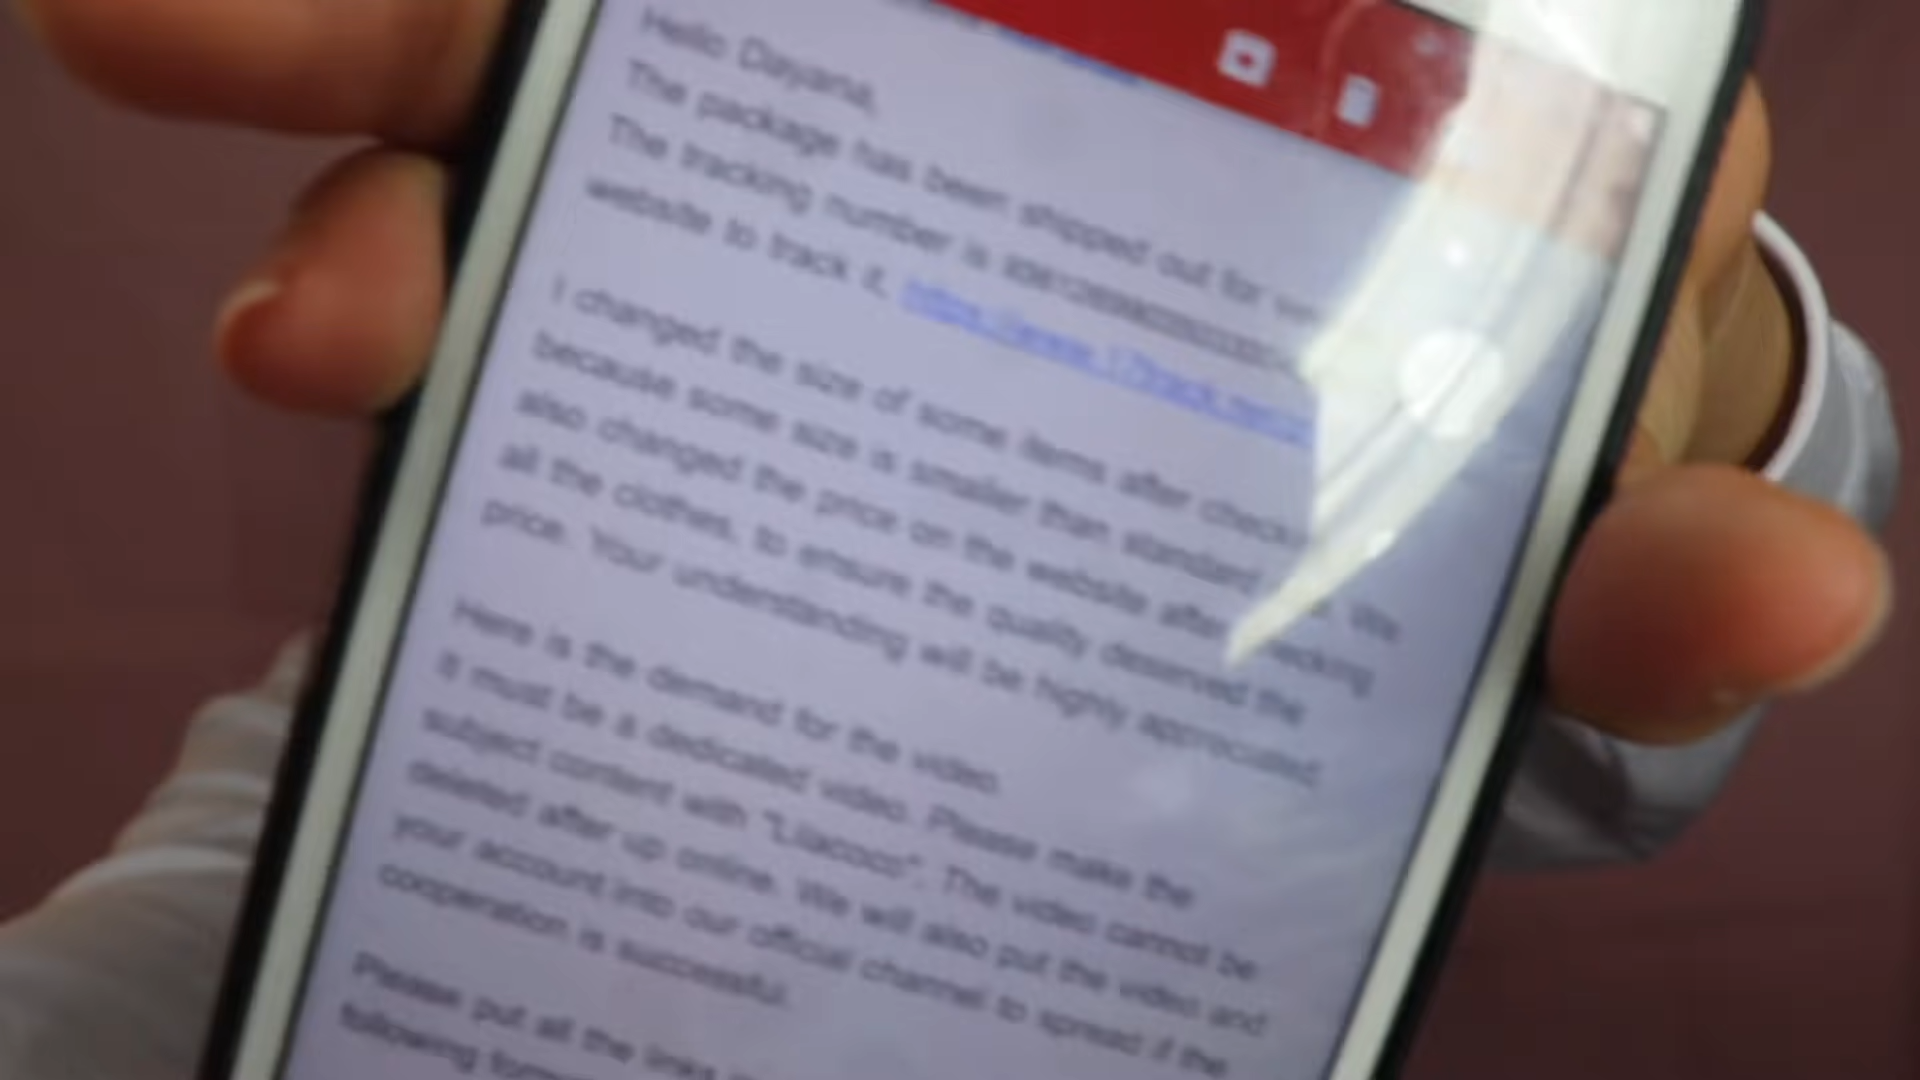 Hello Dayana,
The package has been shipped out for
The tracking number is
website to track it,
I changed the size of some items after
because some size is smaller than standard We
also changed the price on the website after
all the clothes, to ensure the quality deserved the
price. Your understanding will be highly appreciated.
Here is the demand for the video.
It must be a dedicated video. Please make the
subject content with "Lilacoco". The video cannot be
deleted after up online. We will also put the video and
your account into our official channel to spread if the
cooperation is successful.
Please put all the links
following